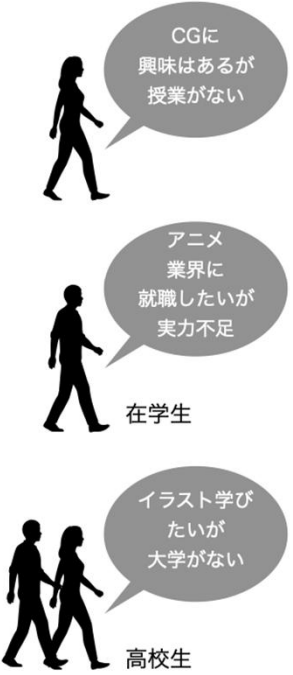 CGに
興味はあるが
授業がない
アニメ
業界に
就職したいが
実力不足
在学生
イラスト学び
たいが
大学がない
高校生